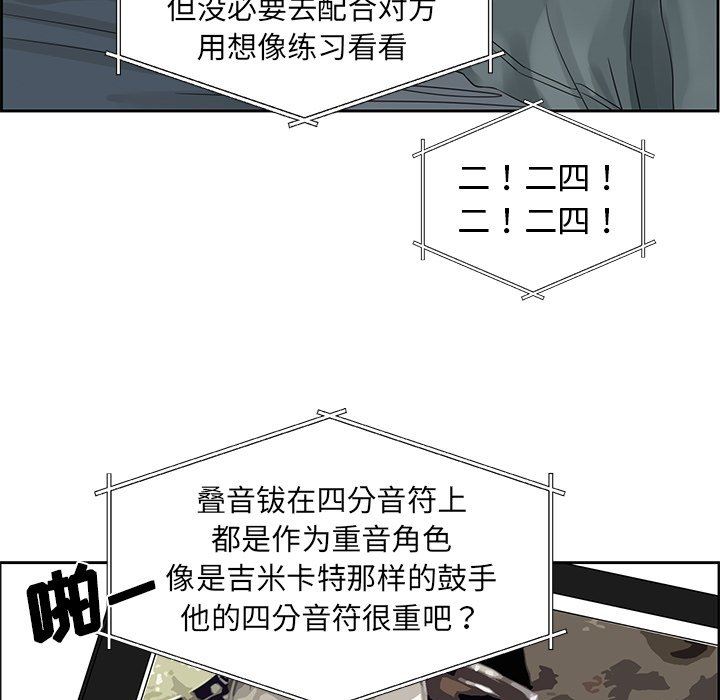 但没必要去配合对方
用想像练习看看
二！二四！
二！二四！
叠音钹在四分音符上
都是作为重音角色
像是吉米卡特那样的鼓手
他的四分音符很重吧？
啪—